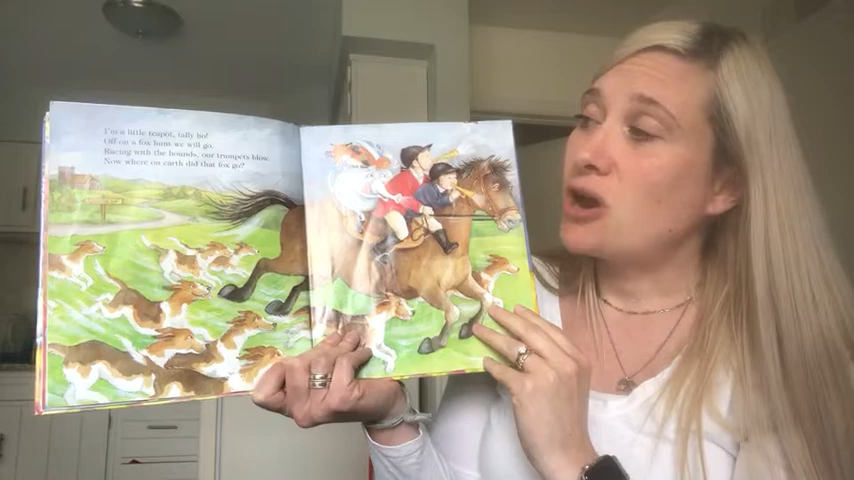 I'm a little teapot, tally ho!
Off on a fox hunt we will go.
Racing with the hounds, our trumpets blow.
Now where on earth did that fox go?